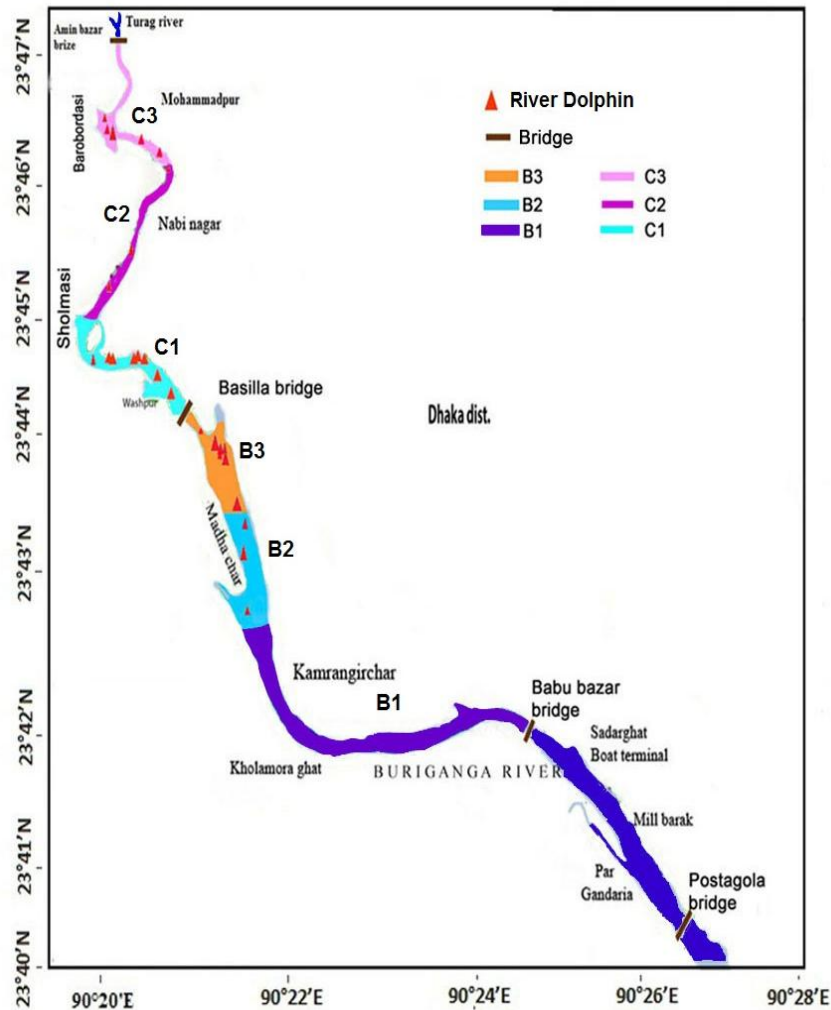 Turag river
Amin bazar
brize
23°47'N
Mohammadpur
C3
Barobordasi
River Dolphin
Bridge
B3
C3
B2
C2
B1
C1
23°46'N
C2
Nabi nagar
23°45'N
Sholmasi
C1
Washpur
Basilla bridge
Dhaka dist.
23°44'N
B3
Madha char
B2
23°43'N
Kamrangirchar
B1
Babu bazar
bridge
23°42'N
Sadarghat
Boat terminal
Kholamora ghat
BURIGANGA RIVER
Mill barak
23°41'N
Par
Gandaria
Postagola
bridge
23°40'N
90°20'E
90°22'E
90°24'E
90°26'E
90°28'E